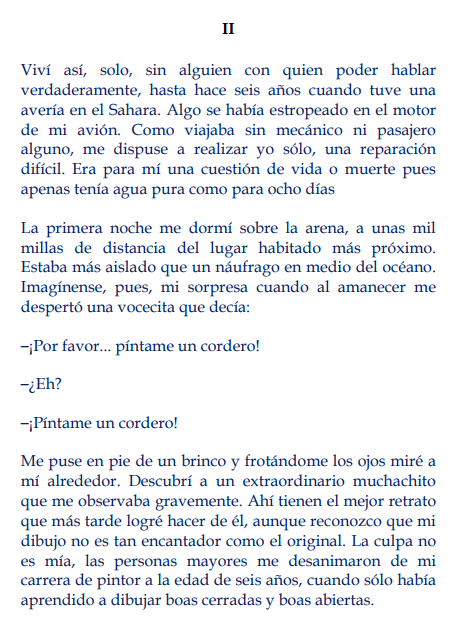 II
Viví así, solo, sin alguien con quien poder hablar
verdaderamente, hasta hace seis años cuando tuve una
avería en el Sahara. Algo se había estropeado en el motor
de mi avión. Como viajaba sin mecánico ni pasajero
alguno, me dispuse a realizar yo sólo, una reparación
difícil. Era para mí una cuestión de vida o muerte pues
apenas tenía agua pura como para ocho días
La primera noche me dormí sobre la arena, a unas mil
millas de distancia del lugar habitado más próximo.
Estaba más aislado que un náufrago en medio del océano.
Imagínense, pues, mi sorpresa cuando al amanecer me
despertó una vocecita que decía:
–¡Por favor... píntame un cordero!
–¿Eh?
–¡Píntame un cordero!
Me puse en pie de un brinco y frotándome los ojos miré a
mí alrededor. Descubrí a un extraordinario muchachito
que me observaba gravemente. Ahí tienen el mejor retrato
que más tarde logré hacer de él, aunque reconozco que mi
dibujo no es tan encantador como el original. La culpa no
es mía, las personas mayores me desanimaron de mi
carrera de pintor a la edad de seis años, cuando sólo había
aprendido a dibujar boas cerradas y boas abiertas.